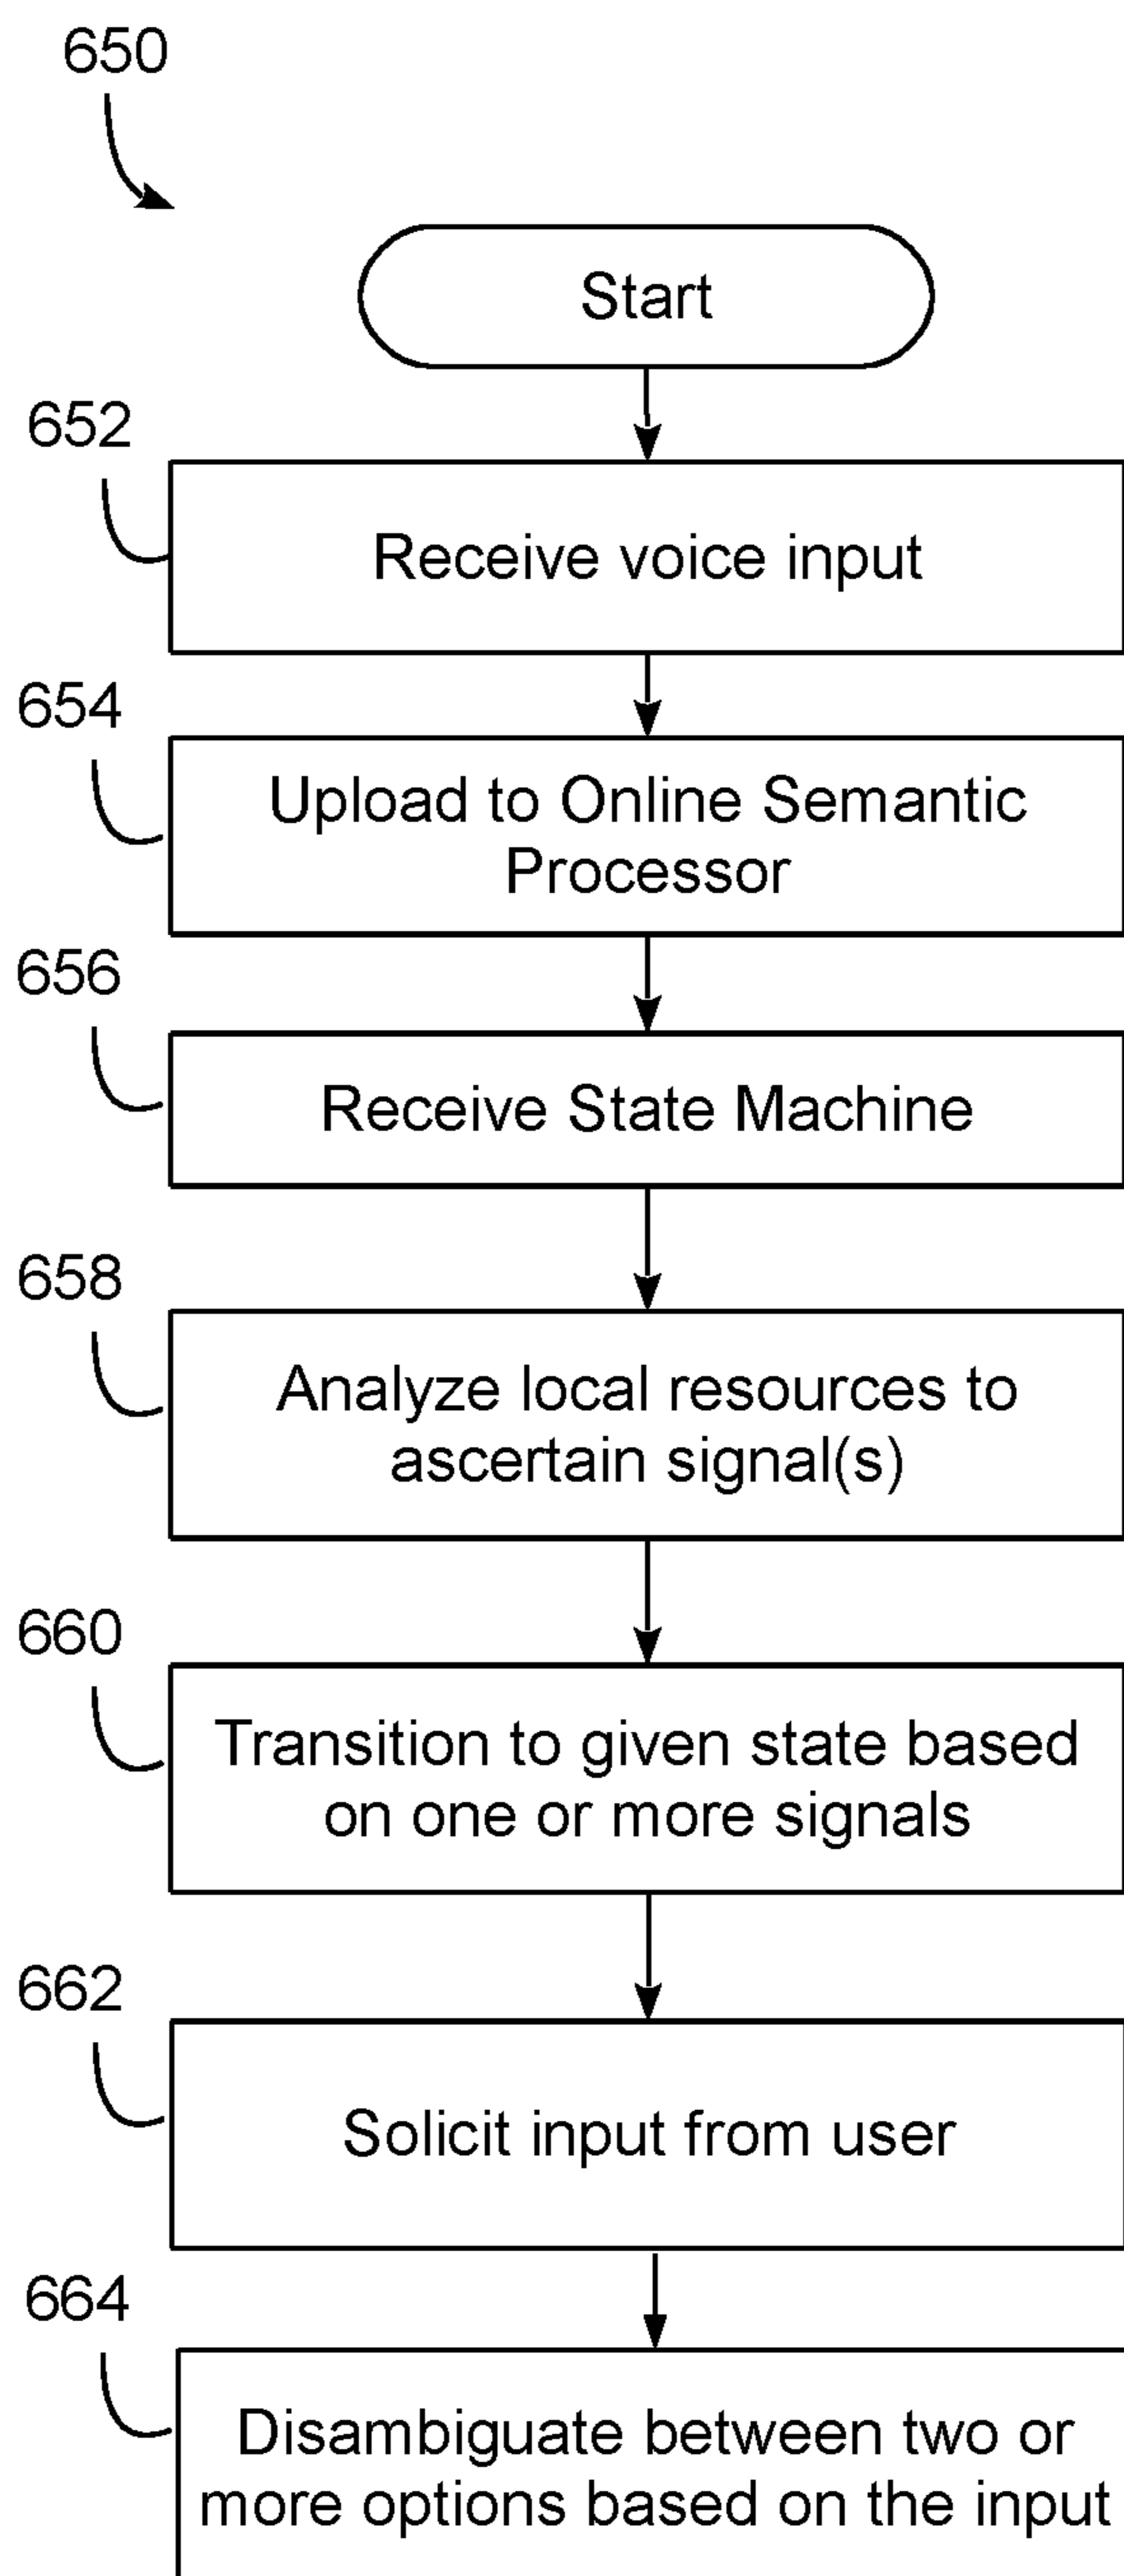 650
Start
652
Receive voice input
654
Upload to Online Semantic
Processor
656
Receive State Machine
658
Analyze local resources to
ascertain signal(s)
660
Transition to given state based
on one or more signals
662
Solicit input from user
664
Disambiguate between two or
more options based on the input